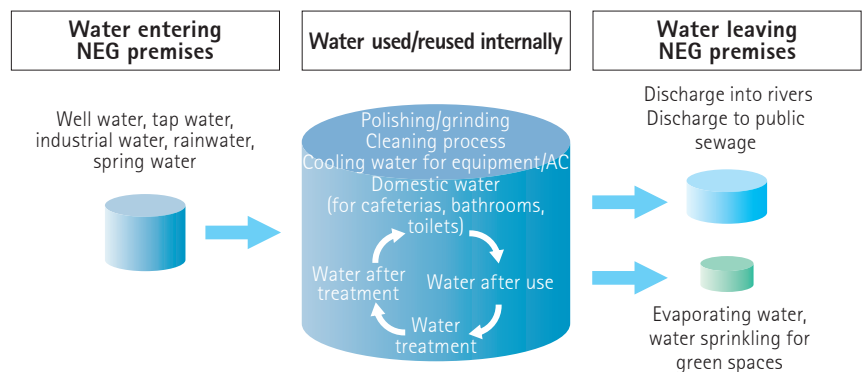 Water entering
NEG premises
Water used/reused internally
Water leaving
NEG premises
Well water, tap water,
industrial water, rainwater,
spring water
Polishing/grinding
Cleaning process
Cooling water for equipment/AC
Domestic water
(for cafeterias, bathrooms,
toilets)
Water after
treatment
Water after use
Water
treatment
Discharge into rivers
Discharge to public
sewage
Evaporating water,
water sprinkling for
green spaces